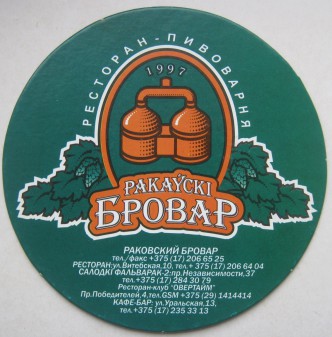 РЕСТОРАН - ПИВОВАРНЯ
1997
РАКАЎСКІ
БРОВАР
РАКОВСКИЙ БРОВАР
тел./факс +375 (17) 206 65 25
РЕСТОРАН:ул.Витебская,10, тел.+ 375 (17) 206 64 04
САЛОДКІ ФАЛЬВАРАК-2:пр.Независимости,37
тел.+375 (17) 284 30 79
Ресторан-клуб "ОВЕРТАЙМ"
Пр.Победителей,4,тел.GSM +375 (29) 1414414
КАФЕ-БАР: ул.Уральская,13,
тел.+375 (17) 235 33 13